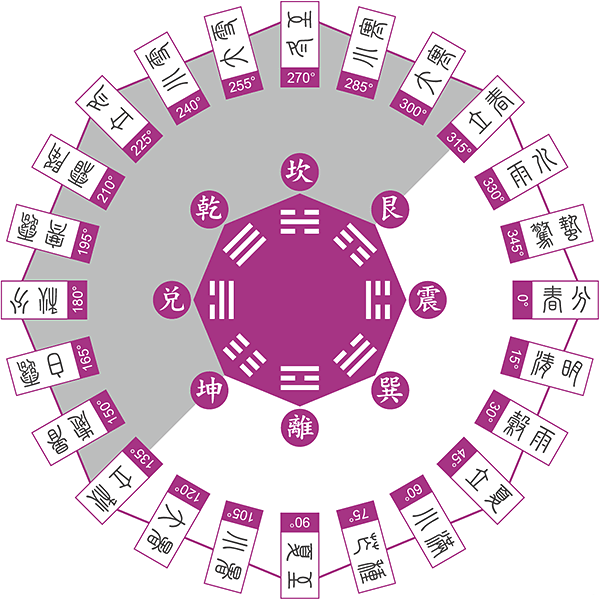 冬至
270°
小寒
285°
大寒
300°
立春
315°
雨水
330°
驚蟄
345°
春分
0°
清明
15°
穀雨
30°
立夏
45°
小滿
60°
芒種
75°
夏至
90°
小暑
105°
大暑
120°
立秋
135°
處暑
150°
白露
165°
秋分
180°
寒露
195°
霜降
210°
立冬
225°
小雪
240°
大雪
255°
坎
艮
震
巽
離
坤
兑
乾